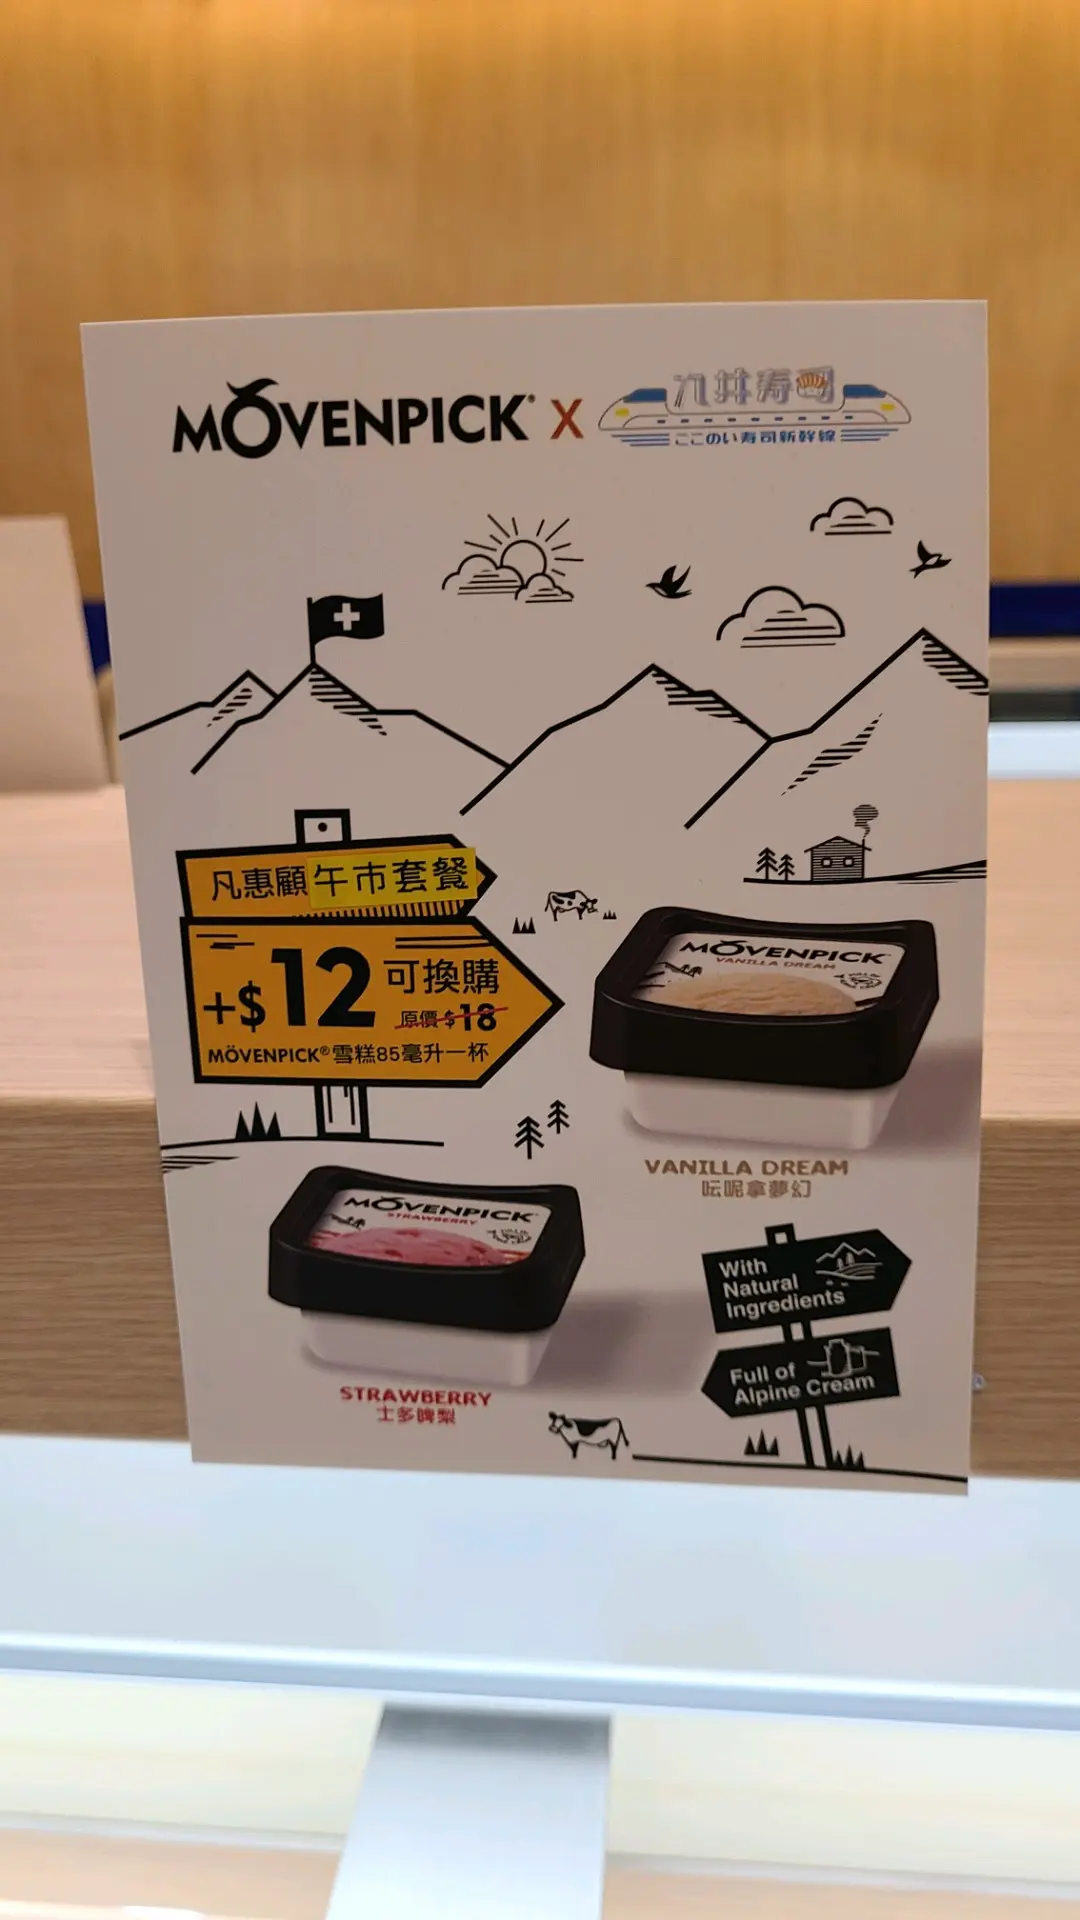 MÖVENPICK® X 九井寿司
ここのい寿司新幹線
凡惠顧午市套餐
+$12可換購
原價$18
MÖVENPICK®雪糕85毫升一杯
MÖVENPICK
VANILLA DREAM
VANILLA DREAM
呍呢拿夢幻
MÖVENPICK
STRAWBERRY
STRAWBERRY
士多啤梨
With
Natural
Ingredients
Full of
Alpine Cream